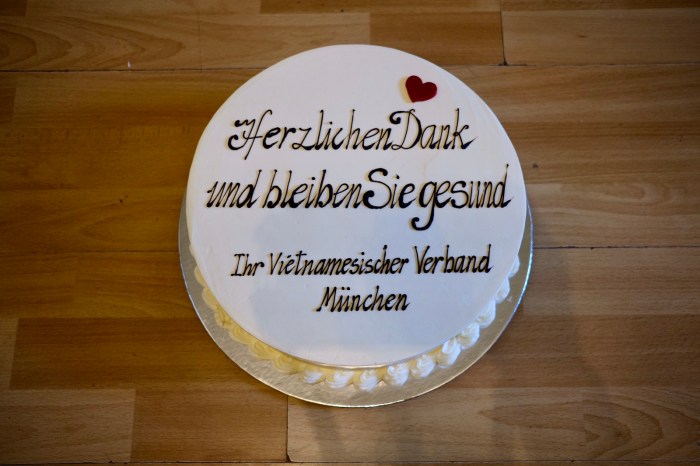 Herzlichen Dank
und bleiben Sie gesund
Ihr Vietnamesischer Verband
München